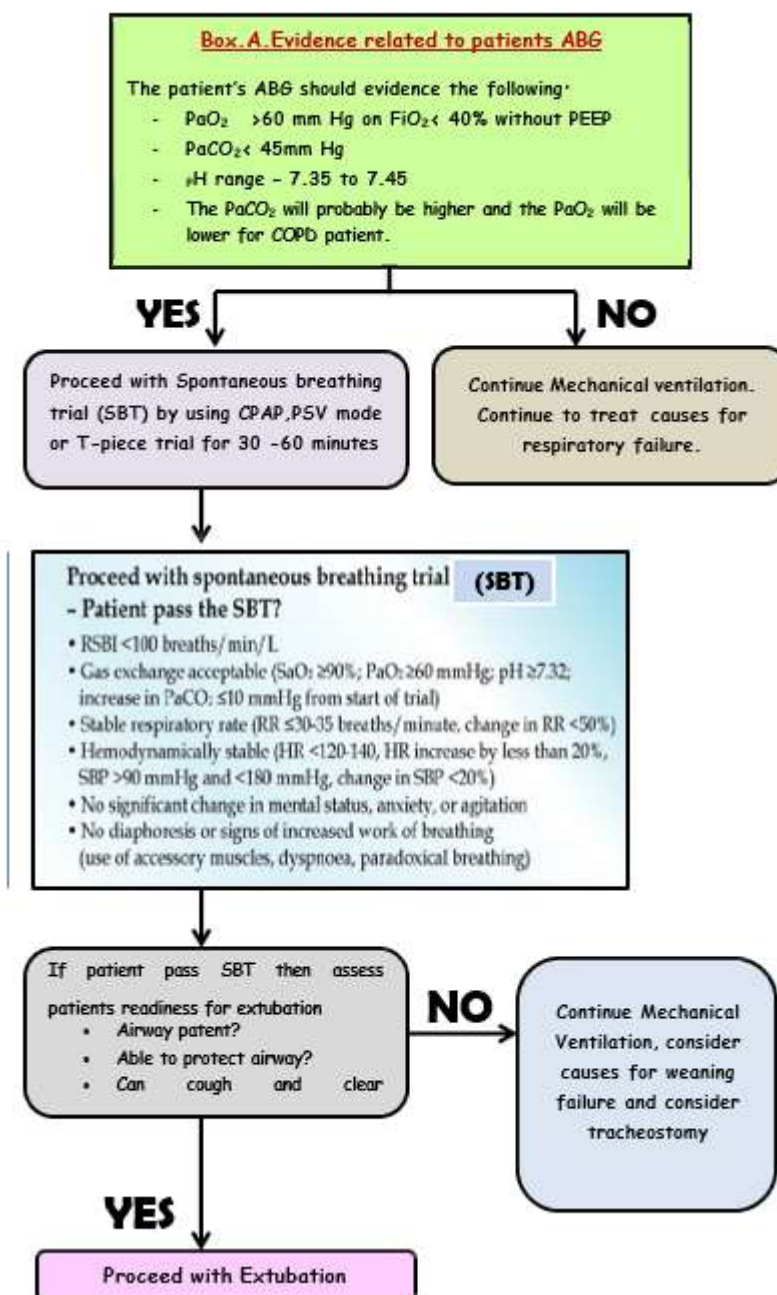 Box.A.Evidence related to patients ABG
The patient's ABG should evidence the following:
- PaO₂ >60 mm Hg on FiO₂< 40% without PEEP
- PaCO₂< 45mm Hg
- pH range – 7.35 to 7.45
- The PaCO₂ will probably be higher and the PaO₂ will be
lower for COPD patient.
YES
NO
Proceed with Spontaneous breathing
trial (SBT) by using CPAP,PSV mode
or T-piece trial for 30 -60 minutes
Continue Mechanical ventilation.
Continue to treat causes for
respiratory failure.
Proceed with spontaneous breathing trial (SBT)
– Patient pass the SBT?
• RSBI <100 breaths/min/L
• Gas exchange acceptable (SaO₂ ≥90%; PaO₂ ≥60 mmHg; pH ≥7.32;
increase in PaCO₂ ≤10 mmHg from start of trial)
• Stable respiratory rate (RR ≤30-35 breaths/minute, change in RR <50%)
• Hemodynamically stable (HR <120-140, HR increase by less than 20%,
SBP >90 mmHg and <180 mmHg, change in SBP <20%)
• No significant change in mental status, anxiety, or agitation
• No diaphoresis or signs of increased work of breathing
(use of accessory muscles, dyspnoea, paradoxical breathing)
If patient pass SBT then assess
patients readiness for extubation
• Airway patent?
• Able to protect airway?
• Can cough and clear
NO
Continue Mechanical
Ventilation, consider
causes for weaning
failure and consider
tracheostomy
YES
Proceed with Extubation